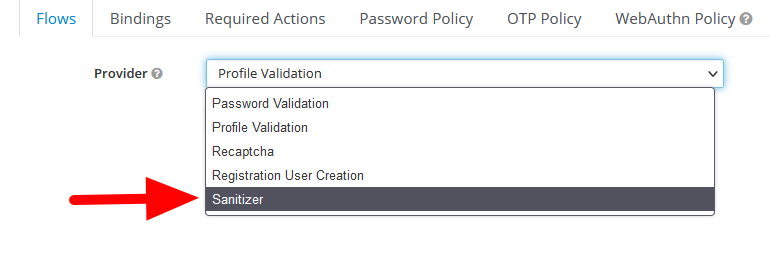 Flows Bindings Required Actions Password Policy OTP Policy WebAuthn Policy ?
Provider ? Profile Validation
Password Validation
Profile Validation
Recaptcha
Registration User Creation
Sanitizer